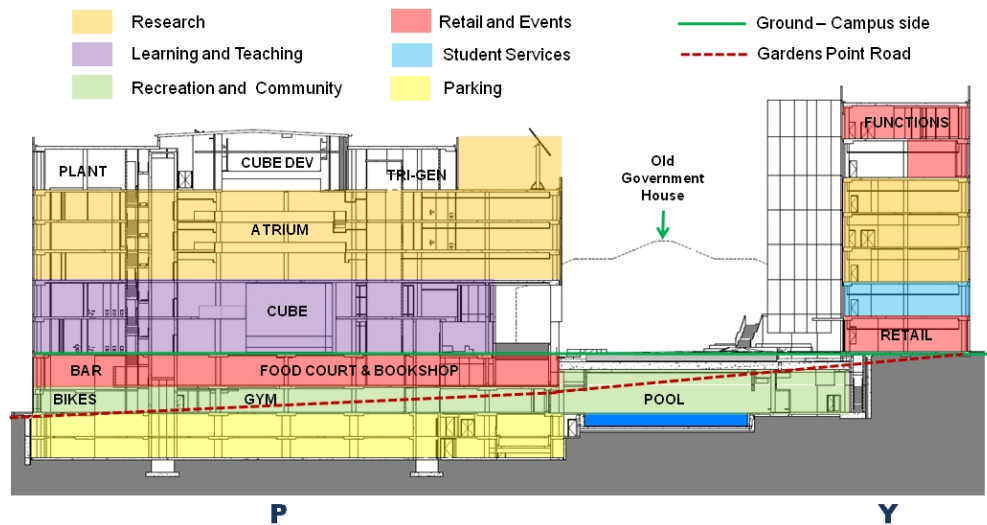 Research
Learning and Teaching
Recreation and Community
Retail and Events
Student Services
Parking
Ground – Campus side
Gardens Point Road
PLANT
CUBE DEV
TRI-GEN
ATRIUM
CUBE
BAR
FOOD COURT & BOOKSHOP
BIKES
GYM
POOL
Old
Government
House
FUNCTIONS
RETAIL
P
Y